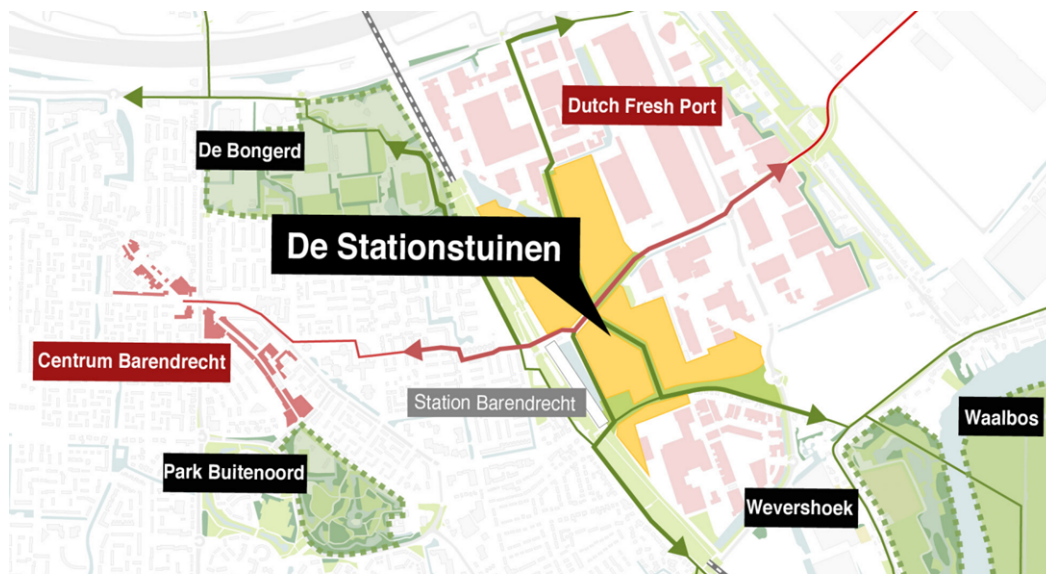 Dutch Fresh Port
De Bongerd
De Stationstuinen
Centrum Barendrecht
Station Barendrecht
Waalbos
Park Buitenoord
Wevershoek